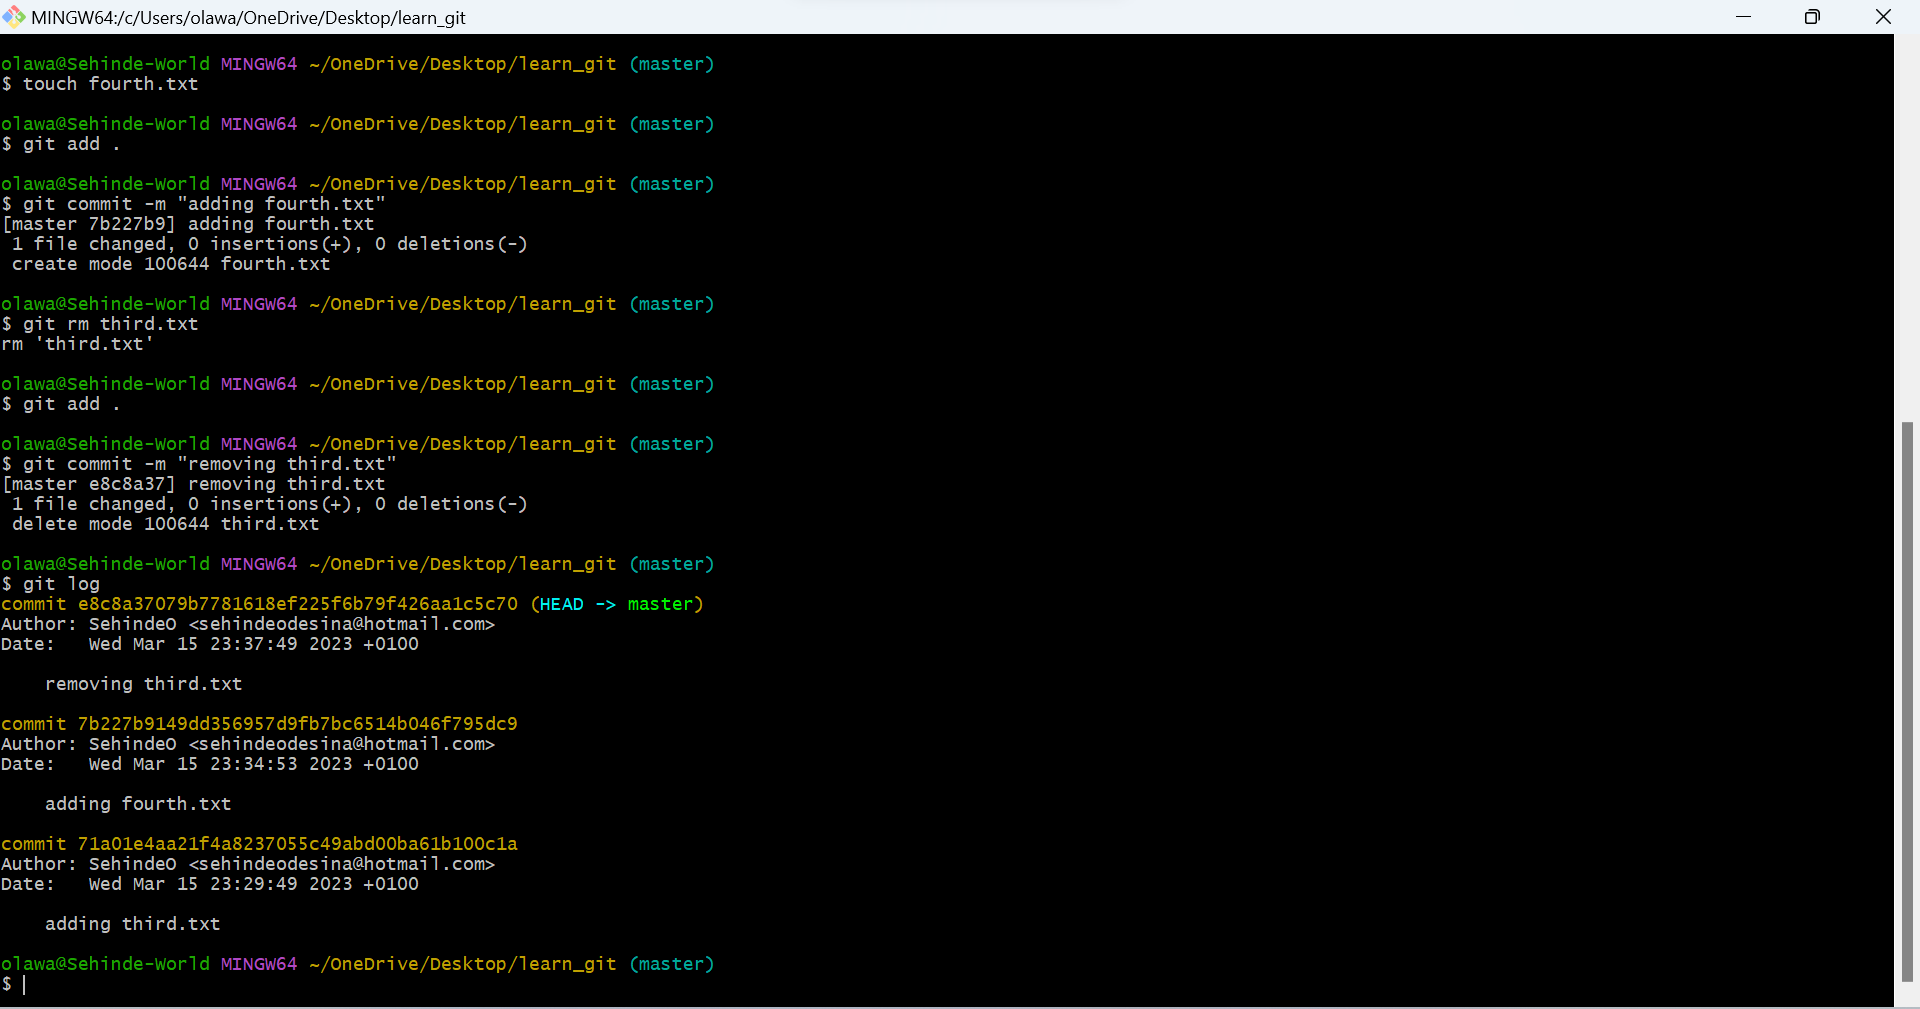 MINGW64:/c/Users/olawa/OneDrive/Desktop/learn_git
olawa@Sehinde-World MINGW64 ~/OneDrive/Desktop/learn_git (master)
$ touch fourth.txt
olawa@Sehinde-World MINGW64 ~/OneDrive/Desktop/learn_git (master)
$ git add .
olawa@Sehinde-World MINGW64 ~/OneDrive/Desktop/learn_git (master)
$ git commit -m "adding fourth.txt"
[master 7b227b9] adding fourth.txt
 1 file changed, 0 insertions(+), 0 deletions(-)
 create mode 100644 fourth.txt
olawa@Sehinde-World MINGW64 ~/OneDrive/Desktop/learn_git (master)
$ git rm third.txt
rm 'third.txt'
olawa@Sehinde-World MINGW64 ~/OneDrive/Desktop/learn_git (master)
$ git add .
olawa@Sehinde-World MINGW64 ~/OneDrive/Desktop/learn_git (master)
$ git commit -m "removing third.txt"
[master e8c8a37] removing third.txt
 1 file changed, 0 insertions(+), 0 deletions(-)
 delete mode 100644 third.txt
olawa@Sehinde-World MINGW64 ~/OneDrive/Desktop/learn_git (master)
$ git log
commit e8c8a37079b7781618ef225f6b79f426aa1c5c70 (HEAD -> master)
Author: SehindeO <sehindeodesina@hotmail.com>
Date:   Wed Mar 15 23:37:49 2023 +0100
    removing third.txt
commit 7b227b9149dd356957d9fb7bc6514b046f795dc9
Author: SehindeO <sehindeodesina@hotmail.com>
Date:   Wed Mar 15 23:34:53 2023 +0100
    adding fourth.txt
commit 71a01e4aa21f4a8237055c49abd00ba61b100c1a
Author: SehindeO <sehindeodesina@hotmail.com>
Date:   Wed Mar 15 23:29:49 2023 +0100
    adding third.txt
olawa@Sehinde-World MINGW64 ~/OneDrive/Desktop/learn_git (master)
$